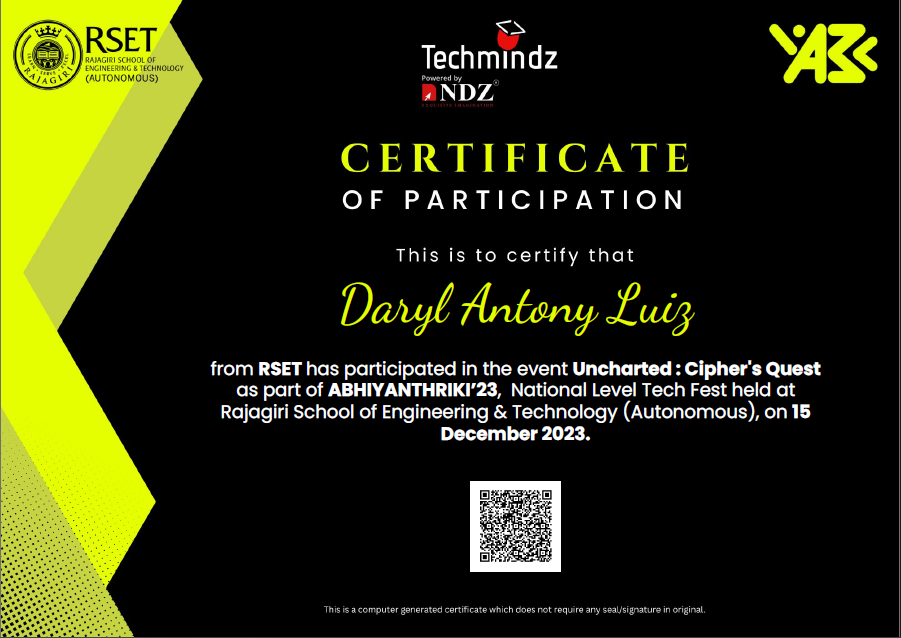 RSET
RAJAGIRI SCHOOL OF
ENGINEERING & TECHNOLOGY
(AUTONOMOUS)
RAJAGIRI
Techmindz
Powered by
NDZ®
CERTIFICATE
OF PARTICIPATION
This is to certify that
Daryl Antony Luiz
from RSET has participated in the event Uncharted : Cipher's Quest
as part of ABHIYANTHRIKI’23, National Level Tech Fest held at
Rajagiri School of Engineering & Technology (Autonomous), on 15
December 2023.
This is a computer generated certificate which does not require any seal/signature in original.